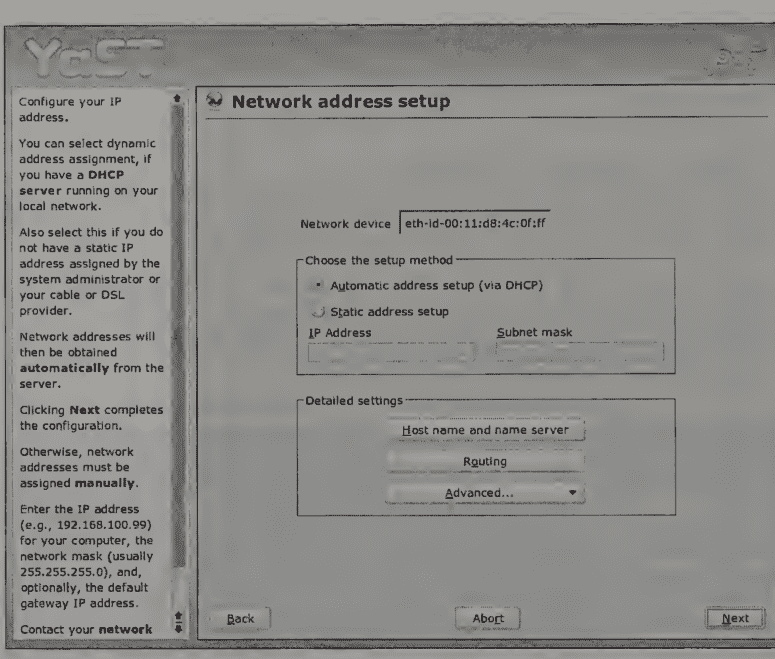 YaST
Configure your IP
address.
You can select dynamic
address assignment, if
you have a DHCP
server running on your
local network.
Also select this if you do
not have a static IP
address assigned by the
system administrator or
your cable or DSL
provider.
Network addresses will
then be obtained
automatically from the
server.
Clicking Next completes
the configuration.
Otherwise, network
addresses must be
assigned manually.
Enter the IP address
(e.g., 192.168.100.99)
for your computer, the
network mask (usually
255.255.255.0), and,
optionally, the default
gateway IP address.
Contact your network
Network address setup
Network device eth-id-00:11:d8:4c:0f:ff
Choose the setup method
Automatic address setup (via DHCP)
Static address setup
IP Address Subnet mask
Detailed settings
Host name and name server
Routing
Advanced...
Back Abort Next